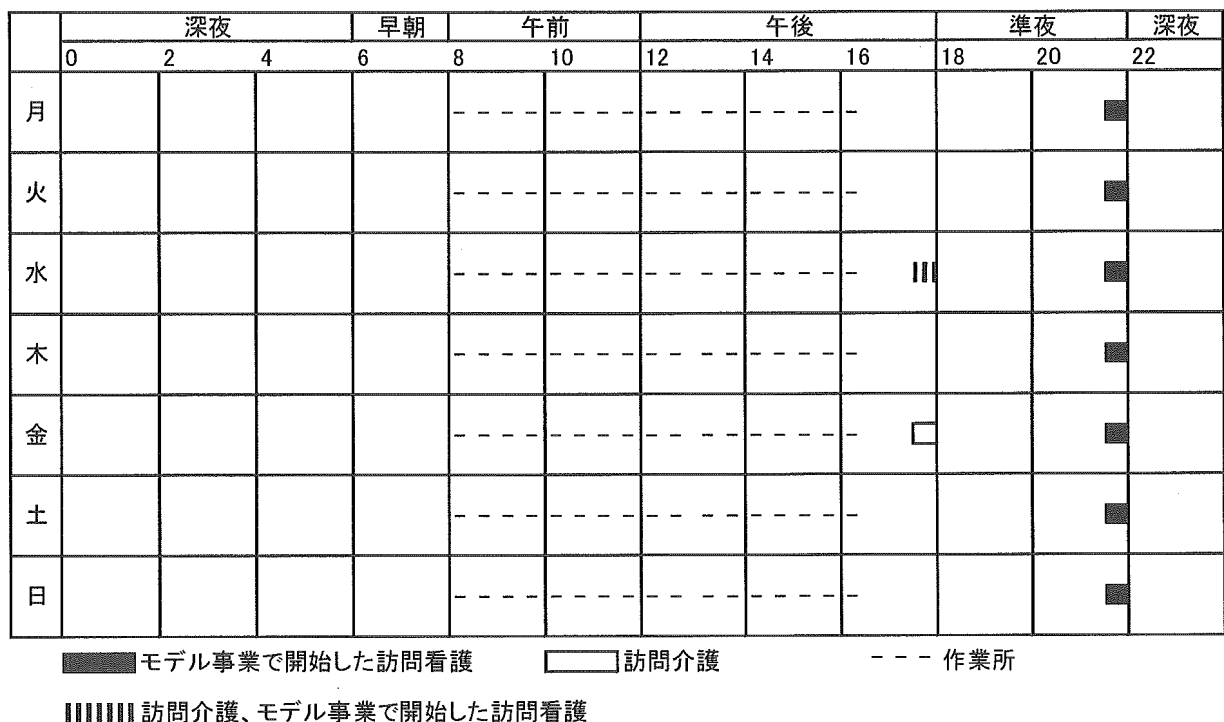 深夜 早朝 午前 午後 準夜 深夜
0 2 4 6 8 10 12 14 16 18 20 22
月
火
水
木
金
土
日
モデル事業で開始した訪問看護 訪問介護 作業所
訪問介護、モデル事業で開始した訪問看護